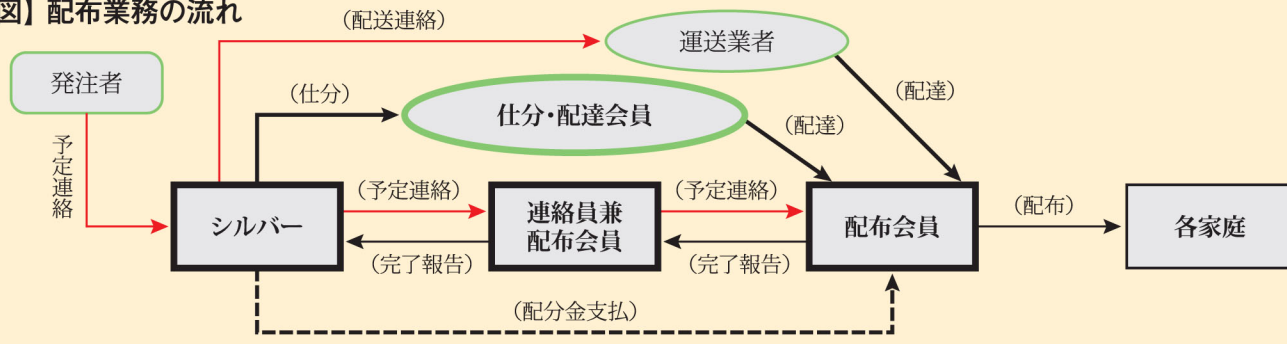 図】配布業務の流れ
（配送連絡）
運送業者
発注者
（仕分）
仕分・配達会員
（配達）
（配達）
予定連絡
シルバー
（予定連絡）
連絡員兼
配布会員
（予定連絡）
配布会員
（配布）
各家庭
（完了報告）
（完了報告）
（配分金支払）